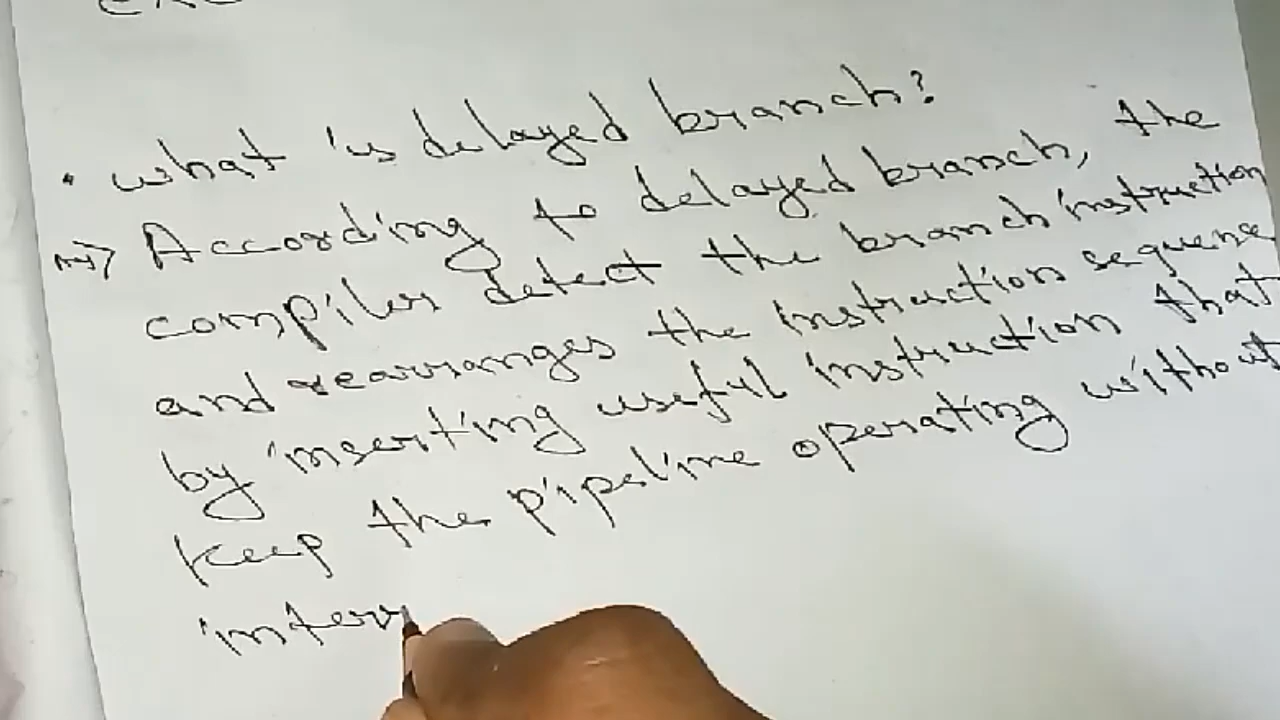 • What is delayed branch?
→ According to delayed branch, the
compiler detect the branch instruction
and rearranges the instruction sequence
by inserting useful instruction that
keep the pipeline operating without